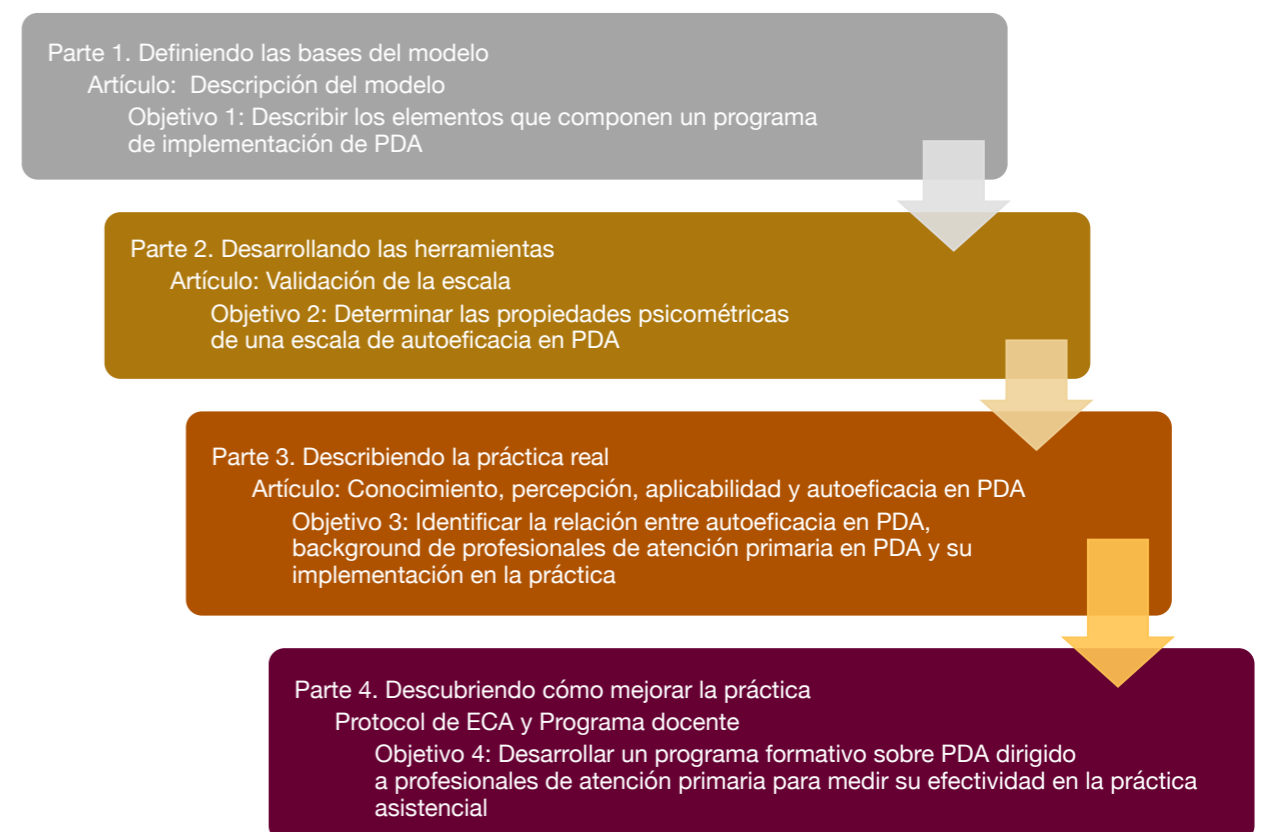 Parte 1. Definiendo las bases del modelo
Artículo: Descripción del modelo
Objetivo 1: Describir los elementos que componen un programa
de implementación de PDA
Parte 2. Desarrollando las herramientas
Artículo: Validación de la escala
Objetivo 2: Determinar las propiedades psicométricas
de una escala de autoeficacia en PDA
Parte 3. Describiendo la práctica real
Artículo: Conocimiento, percepción, aplicabilidad y autoeficacia en PDA
Objetivo 3: Identificar la relación entre autoeficacia en PDA,
background de profesionales de atención primaria en PDA y su
implementación en la práctica
Parte 4. Descubriendo cómo mejorar la práctica
Protocol de ECA y Programa docente
Objetivo 4: Desarrollar un programa formativo sobre PDA dirigido
a profesionales de atención primaria para medir su efectividad en la práctica
asistencial